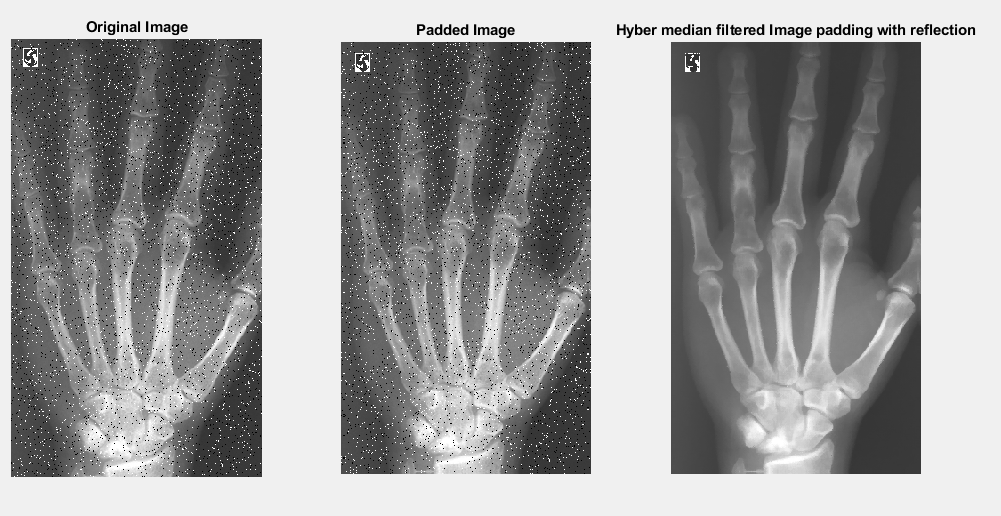 Original Image
Padded Image
Hyber median filtered Image padding with reflection